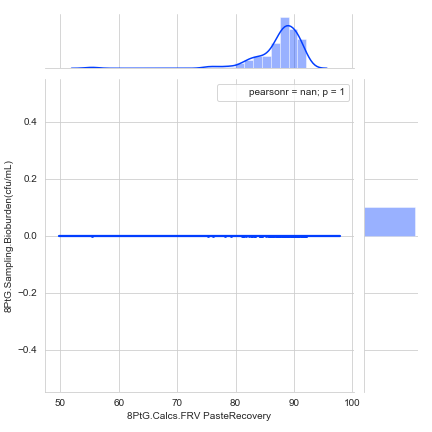 pearsonr = nan; p = 1
0.4
0.2
0.0
−0.2
−0.4
8PtG.Sampling.Bioburden(cfu/mL)
50 60 70 80 90 100
8PtG.Calcs.FRV PasteRecovery